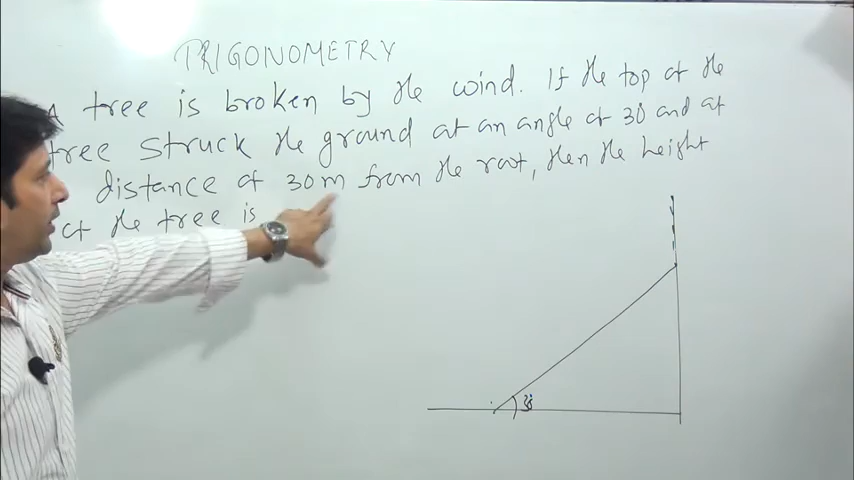 TRIGONOMETRY
A tree is broken by the wind. If the top of the
tree struck the ground at an angle of 30 and at
distance of 30m from the root, then the height
of the tree is
30